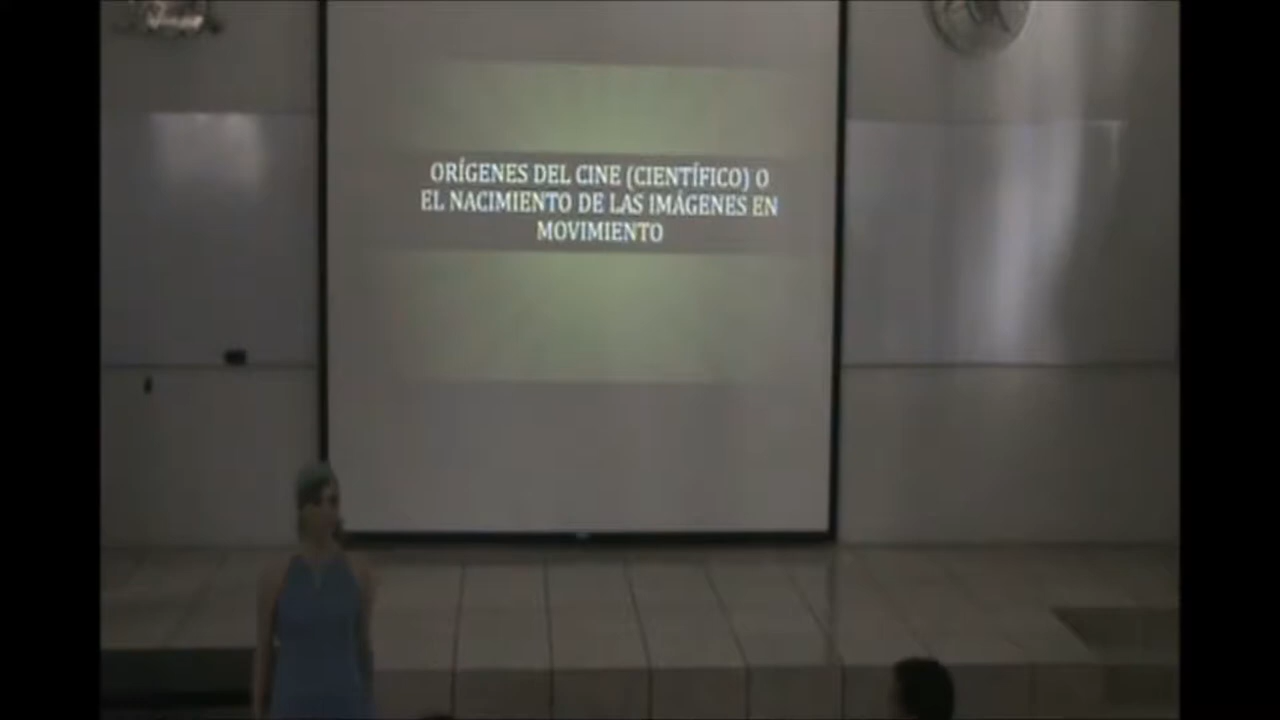 ORÍGENES DEL CINE (CIENTÍFICO) O
EL NACIMIENTO DE LAS IMÁGENES EN
MOVIMIENTO